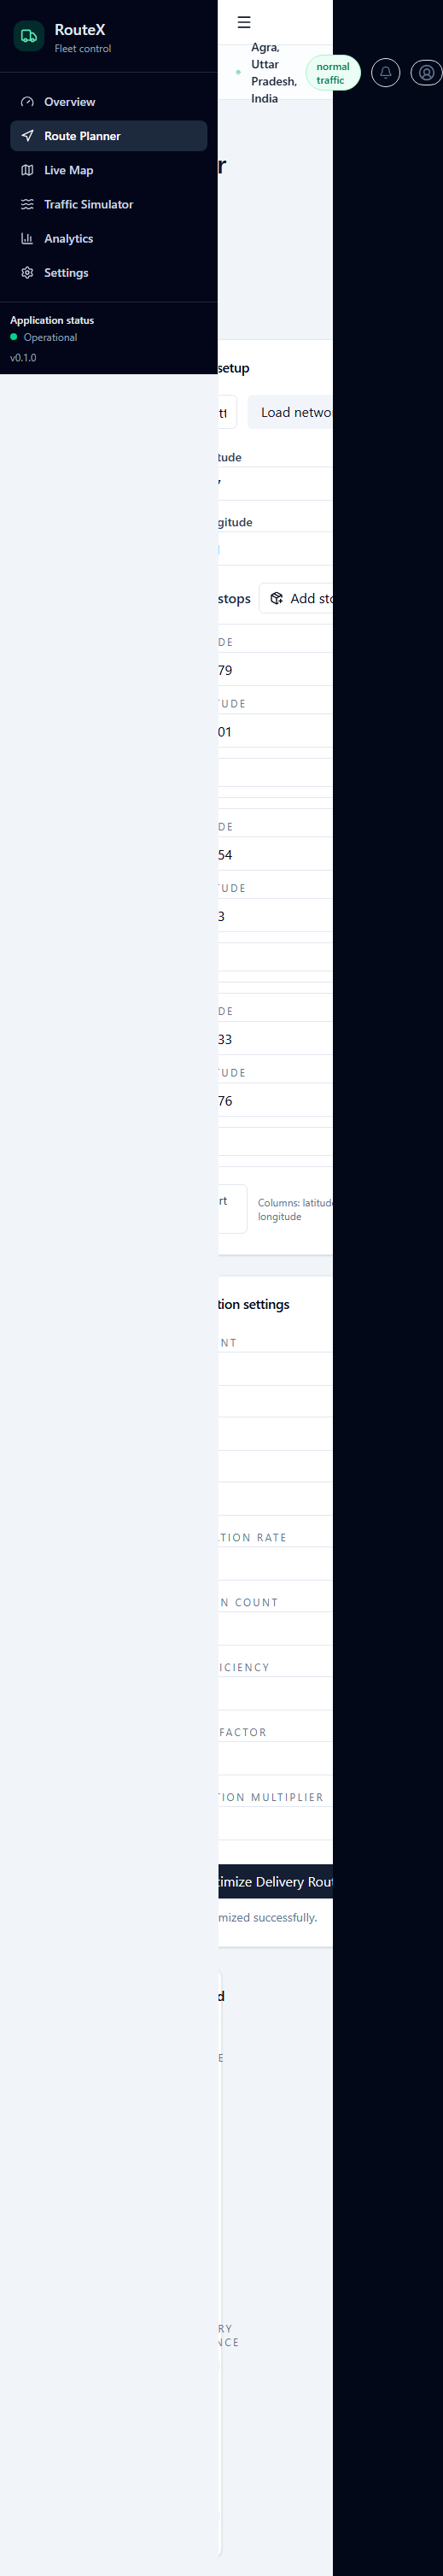 RouteX
Fleet control
Overview
Route Planner
Live Map
Traffic Simulator
Analytics
Settings
Application status
Operational
v0.1.0
☰
Agra,
Uttar
Pradesh,
India
normal
traffic
r
setup
Load netwo
tude
gitude
stops
Add sto
DE
79
UDE
01
DE
54
UDE
3
DE
33
UDE
76
rt
Columns: latitude
longitude
tion settings
NT
TION RATE
N COUNT
ICIENCY
FACTOR
TION MULTIPLIER
timize Delivery Rout
mized successfully.
d
E
RY
NCE